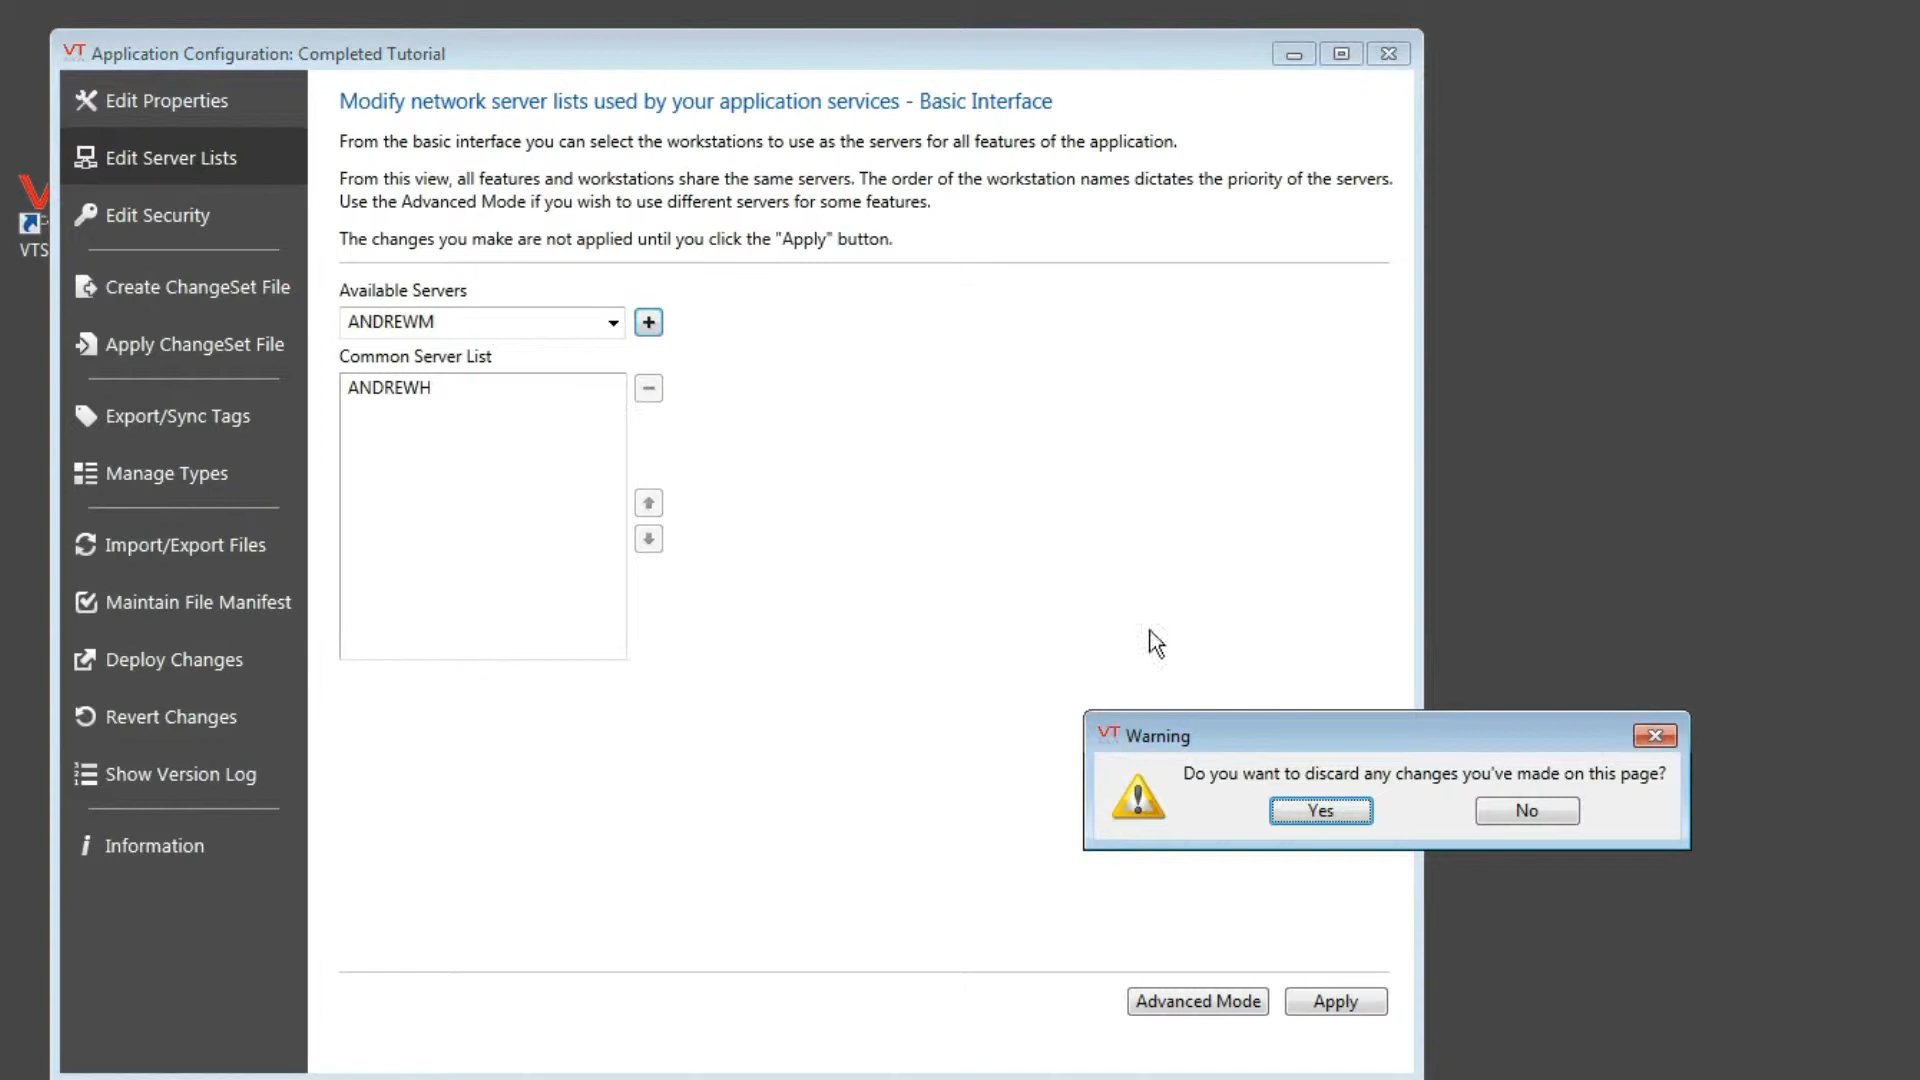 VT Application Configuration: Completed Tutorial
Edit Properties
Edit Server Lists
Edit Security
Create ChangeSet File
Apply ChangeSet File
Export/Sync Tags
Manage Types
Import/Export Files
Maintain File Manifest
Deploy Changes
Revert Changes
Show Version Log
Information
VTS
Modify network server lists used by your application services - Basic Interface
From the basic interface you can select the workstations to use as the servers for all features of the application.
From this view, all features and workstations share the same servers. The order of the workstation names dictates the priority of the servers.
Use the Advanced Mode if you wish to use different servers for some features.
The changes you make are not applied until you click the "Apply" button.
Available Servers
ANDREWM
Common Server List
ANDREWH
VT Warning
Do you want to discard any changes you've made on this page?
Yes No
Advanced Mode Apply